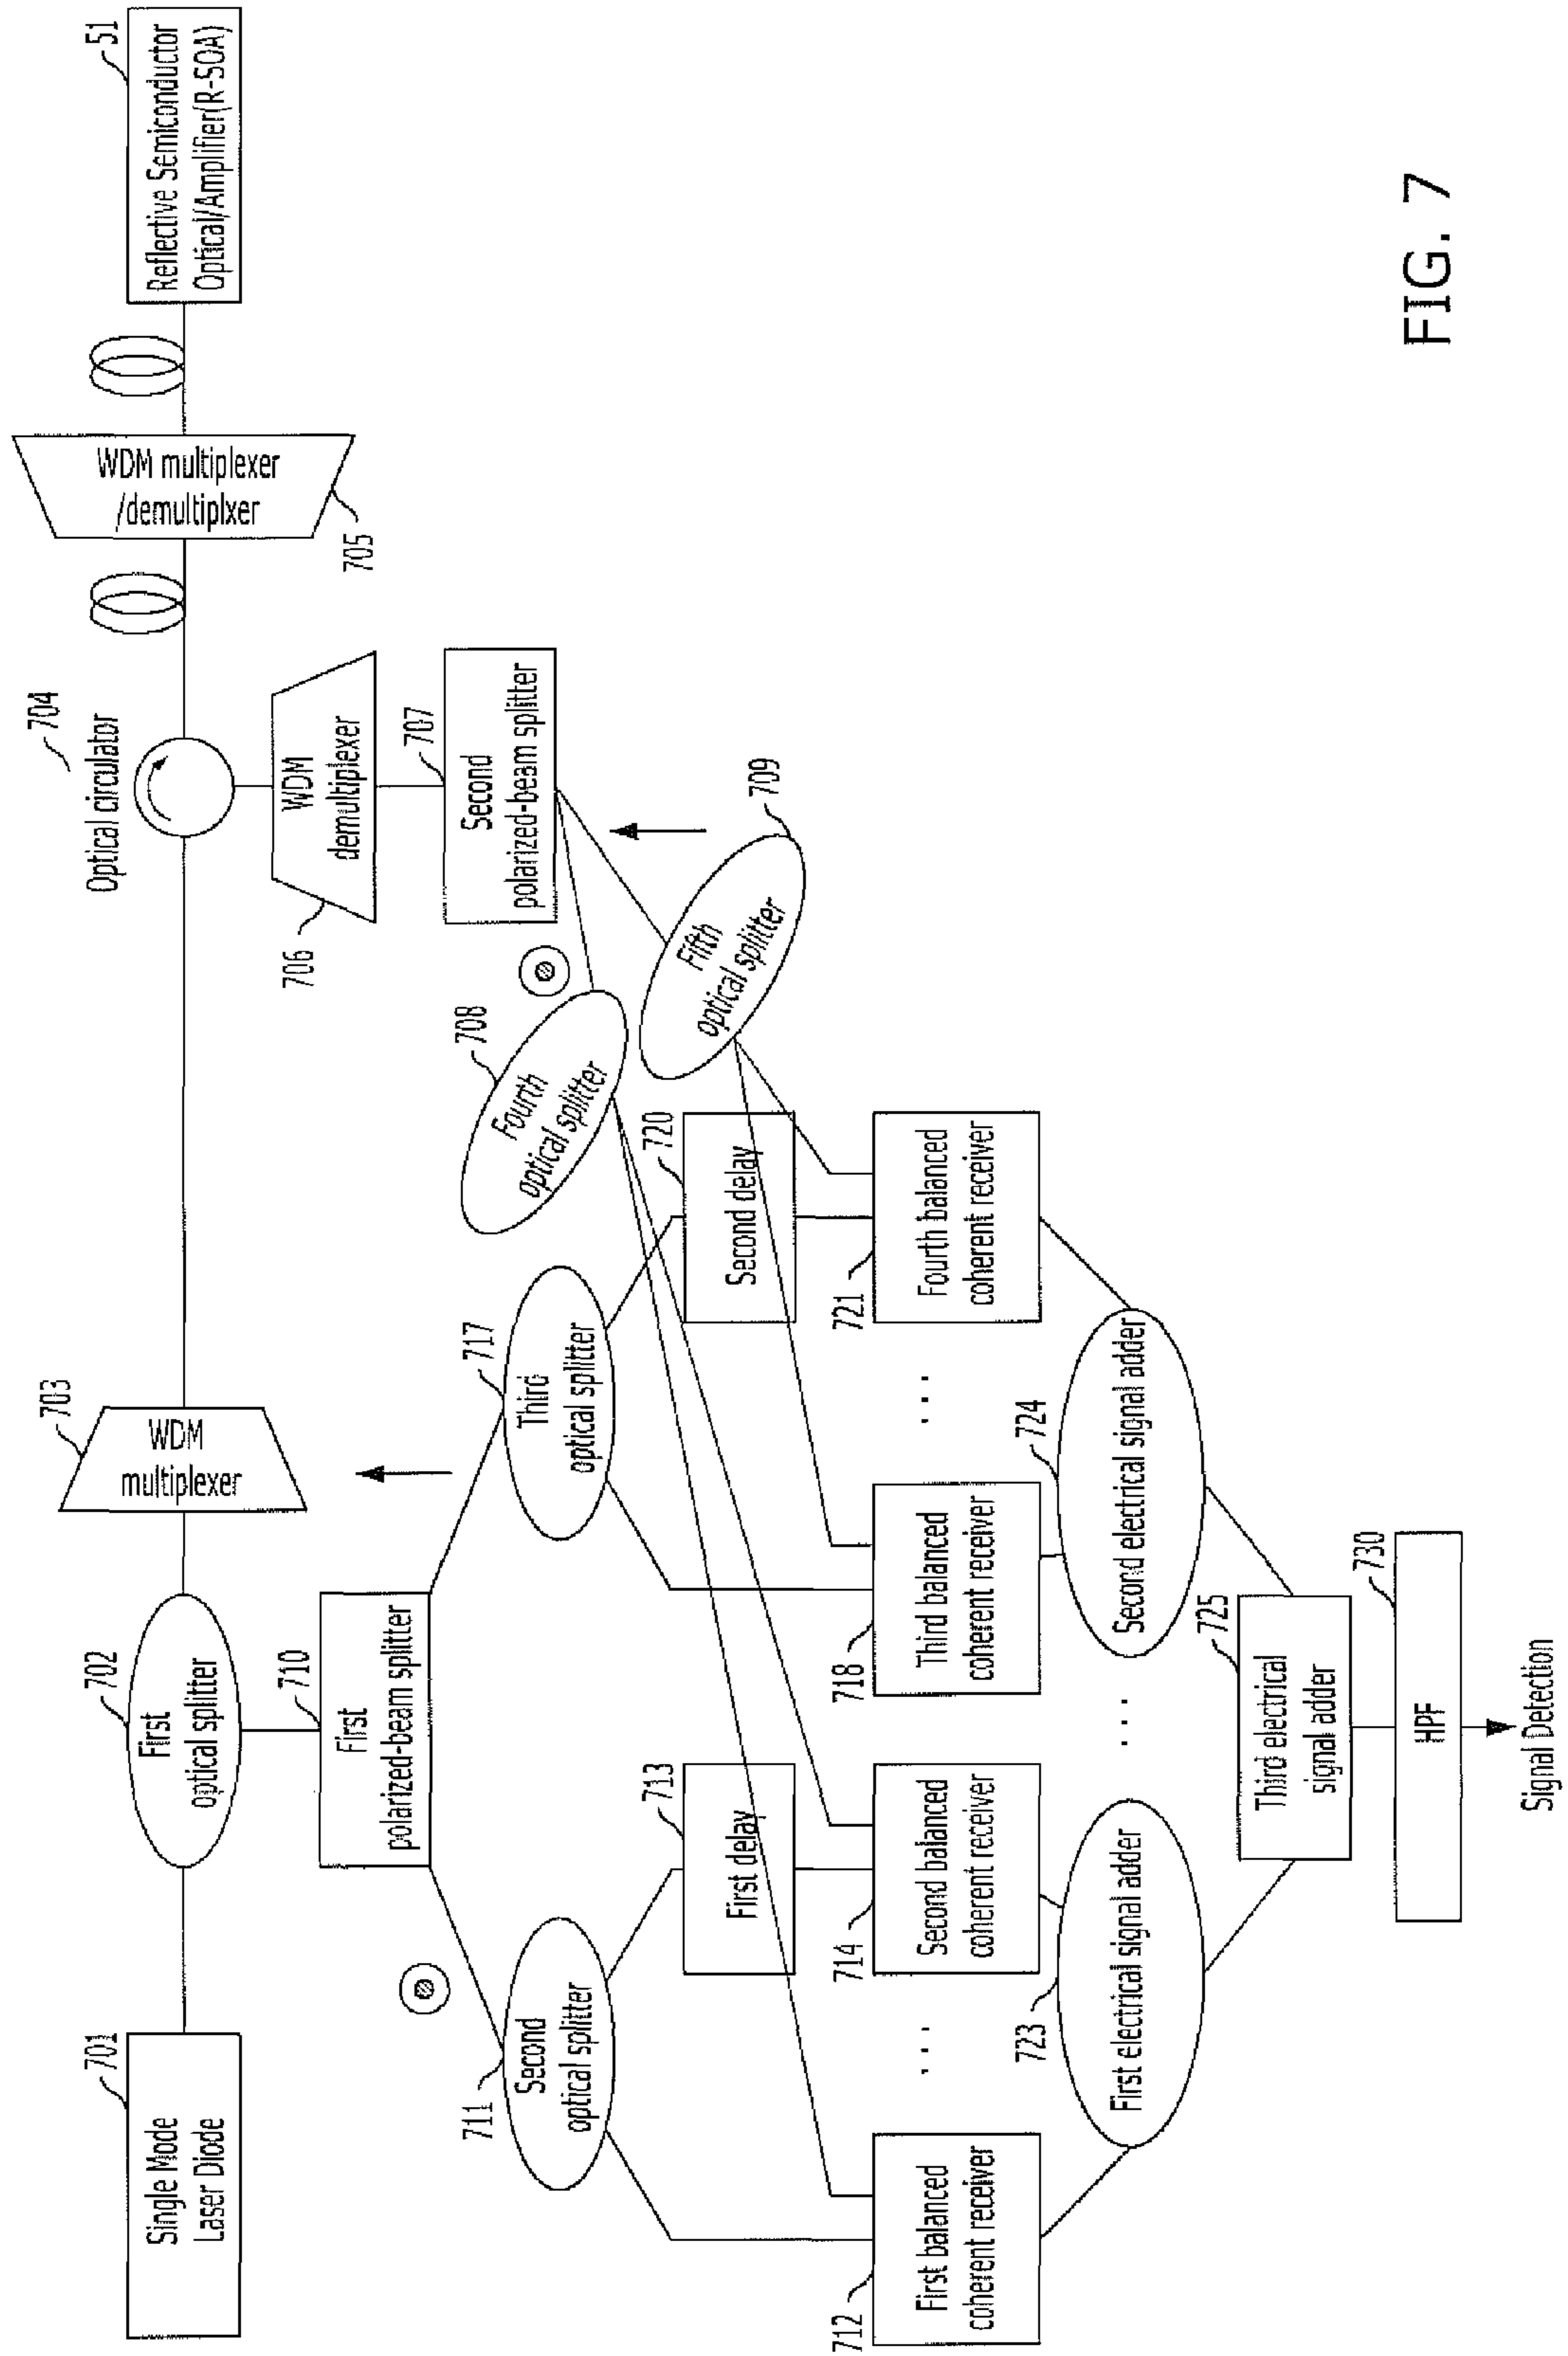 701
Single Mode
Laser Diode
702
First
optical splitter
703
WDM
multiplexer
704
Optical circulator
WDM multiplexer
/demultiplxer
705
51
Reflective Semiconductor
Optical/Amplifier(R-SOA)
710
First
polarized-beam splitter
706
WDM
demultiplexer
707
Second
polarized-beam splitter
711
Second
optical splitter
717
Third
optical splitter
708
Fourth
optical splitter
709
Fifth
optical splitter
713
First delay
720
Second delay
712
First balanced
coherent receiver
...
714
Second balanced
coherent receiver
718
Third balanced
coherent receiver
...
721
Fourth balanced
coherent receiver
723
First electrical signal adder
...
724
Second electrical signal adder
725
Third electrical
signal adder
730
HPF
Signal Detection
FIG. 7